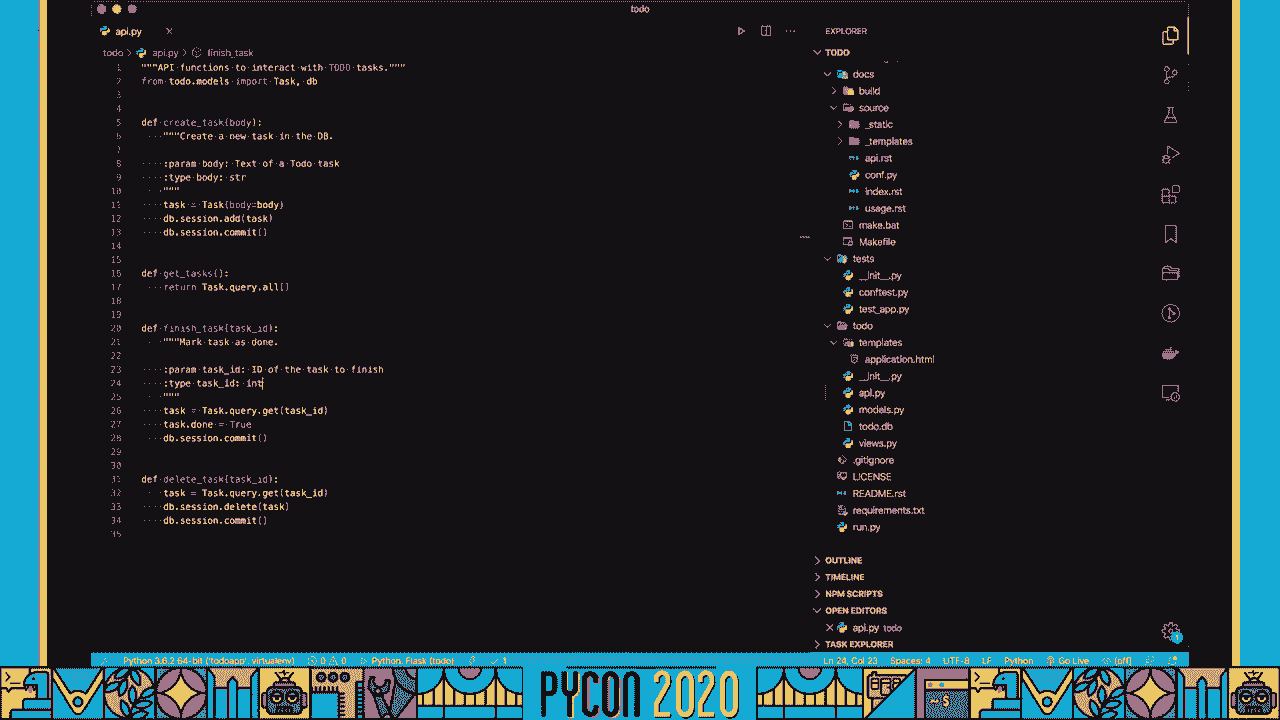 todo
api.py
todo > api.py > finish_task
1 """API functions to interact with TODO tasks."""
2 from todo.models import Task, db
3
4
5 def create_task(body):
6 """Create a new task in the DB.
7
8 :param body: Text of a Todo task
9 :type body: str
10 """
11 task = Task(body=body)
12 db.session.add(task)
13 db.session.commit()
14
15
16 def get_tasks():
17 return Task.query.all()
18
19
20 def finish_task(task_id):
21 """Mark task as done.
22
23 :param task_id: ID of the task to finish
24 :type task_id: int
25 """
26 task = Task.query.get(task_id)
27 task.done = True
28 db.session.commit()
29
30
31 def delete_task(task_id):
32 task = Task.query.get(task_id)
33 db.session.delete(task)
34 db.session.commit()
35
EXPLORER
TODO
docs
build
source
_static
_templates
api.rst
conf.py
index.rst
usage.rst
make.bat
Makefile
tests
__init__.py
conftest.py
test_app.py
todo
templates
application.html
__init__.py
api.py
models.py
todo.db
views.py
.gitignore
LICENSE
README.rst
requirements.txt
run.py
OUTLINE
TIMELINE
NPM SCRIPTS
OPEN EDITORS
api.py todo
TASK EXPLORER
1
Python 3.6.2 64-bit ('todoapp': virtualenv) 0 0 Python: Flask (todo) 1 Ln 24, Col 23 Spaces: 4 UTF-8 LF Python Go Live [off]
PYCON 2020